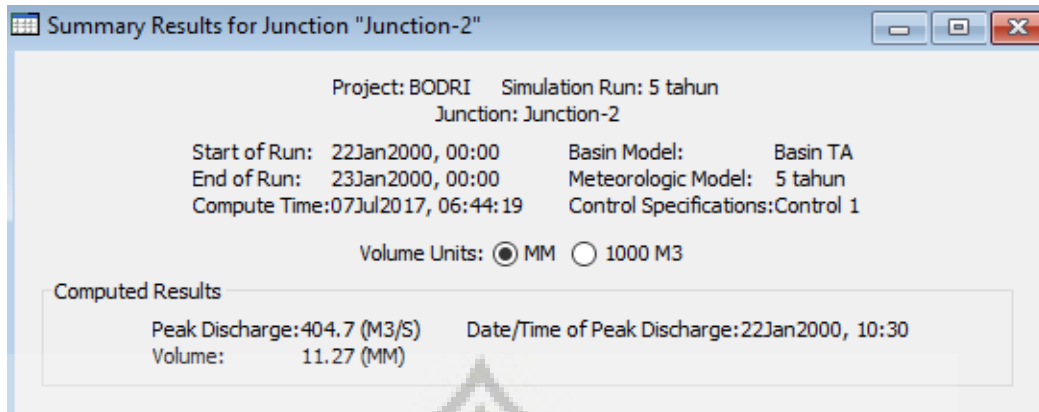 Summary Results for Junction "Junction-2"
Project: BODRI Simulation Run: 5 tahun
Junction: Junction-2
Start of Run: 22Jan2000, 00:00 Basin Model: Basin TA
End of Run: 23Jan2000, 00:00 Meteorologic Model: 5 tahun
Compute Time:07Jul2017, 06:44:19 Control Specifications:Control 1
Volume Units: MM 1000 M3
Computed Results
Peak Discharge:404.7 (M3/S) Date/Time of Peak Discharge:22Jan2000, 10:30
Volume: 11.27 (MM)